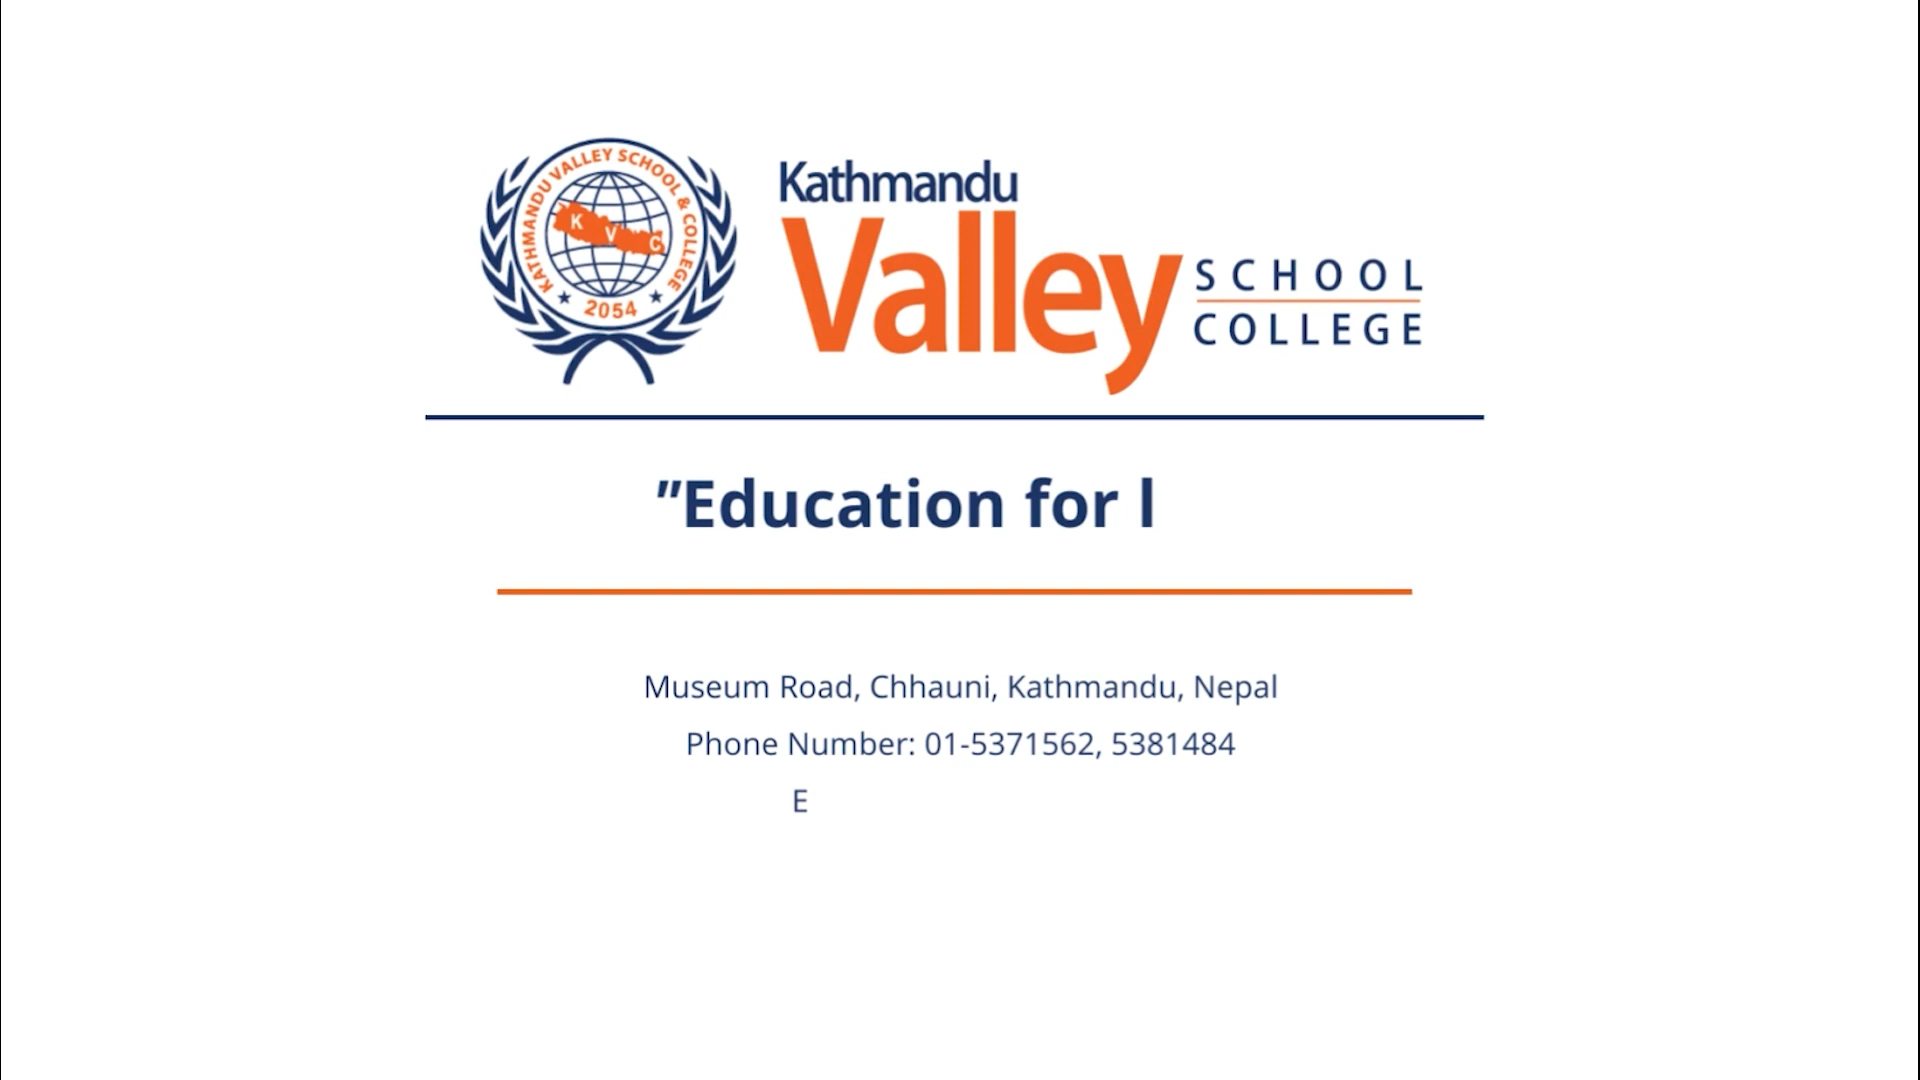 KATHMANDU VALLEY SCHOOL & COLLEGE
K V C
2054
Kathmandu
Valley
SCHOOL
COLLEGE
"Education for l
Museum Road, Chhauni, Kathmandu, Nepal
Phone Number: 01-5371562, 5381484
E